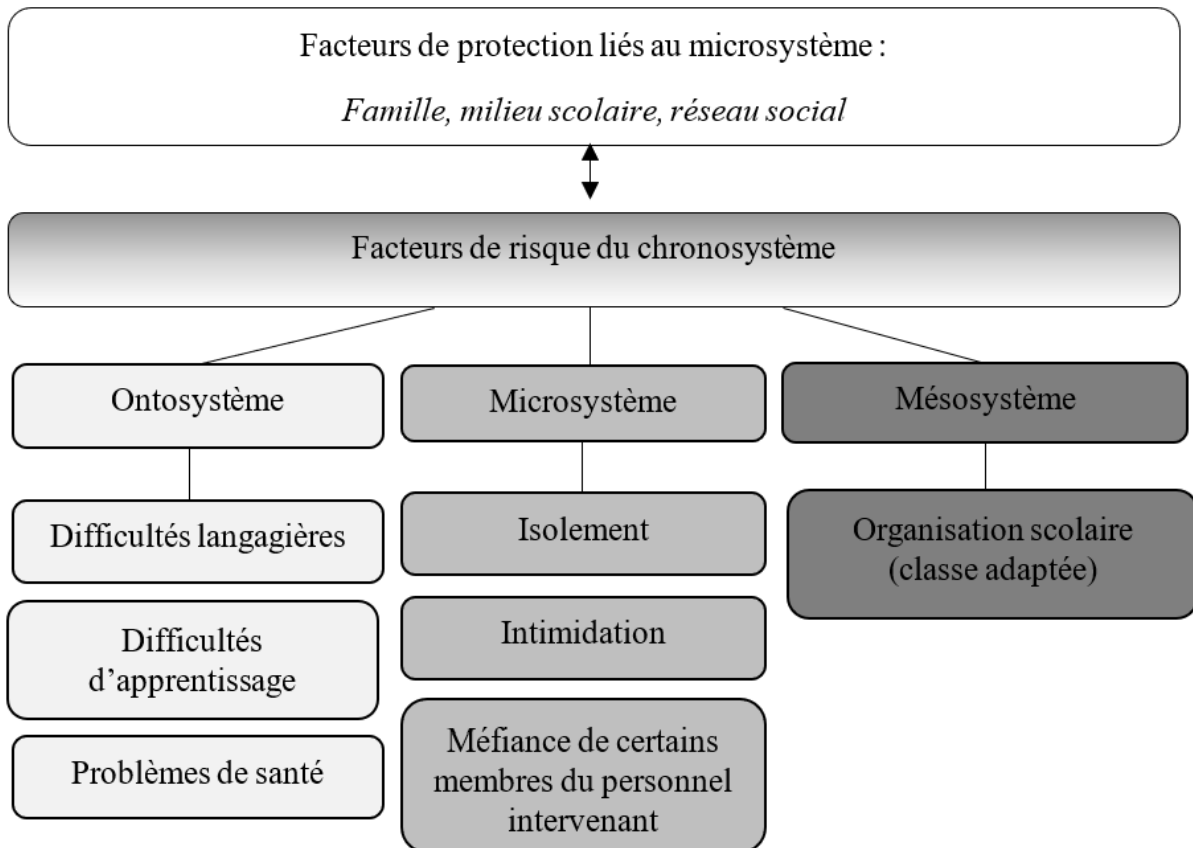 Facteurs de protection liés au microsystème :
Famille, milieu scolaire, réseau social
Facteurs de risque du chronosystème
Ontosystème
Microsystème
Mésosystème
Difficultés langagières
Isolement
Organisation scolaire
(classe adaptée)
Difficultés
d’apprentissage
Intimidation
Problèmes de santé
Méfiance de certains
membres du personnel
intervenant